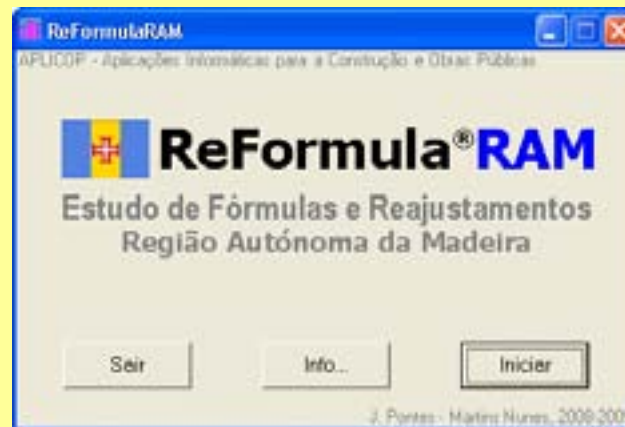 ReFormulaRAM
APLICOP - Aplicações Informáticas para a Construção e Obras Públicas
ReFormula®RAM
Estudo de Fórmulas e Reajustamentos
Região Autónoma da Madeira
Sair
Info...
Iniciar
J. Pontes - Martins Nunes, 2008-2009